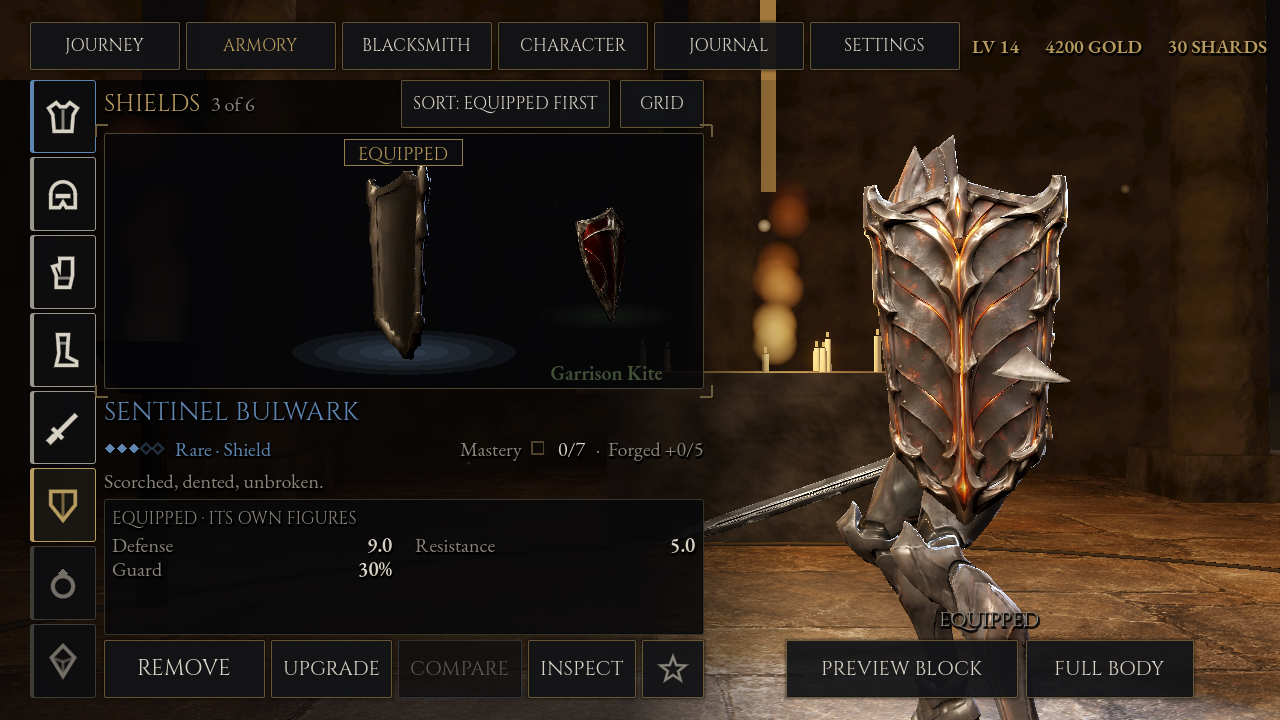 JOURNEY
ARMORY
BLACKSMITH
CHARACTER
JOURNAL
SETTINGS
LV 14 4200 GOLD 30 SHARDS
SHIELDS 3 of 6
SORT: EQUIPPED FIRST
GRID
EQUIPPED
Garrison Kite
SENTINEL BULWARK
Rare · Shield
Mastery 0/7 · Forged +0/5
Scorched, dented, unbroken.
EQUIPPED · ITS OWN FIGURES
Defense 9.0 Resistance 5.0
Guard 30%
EQUIPPED
REMOVE
UPGRADE
COMPARE
INSPECT
PREVIEW BLOCK
FULL BODY